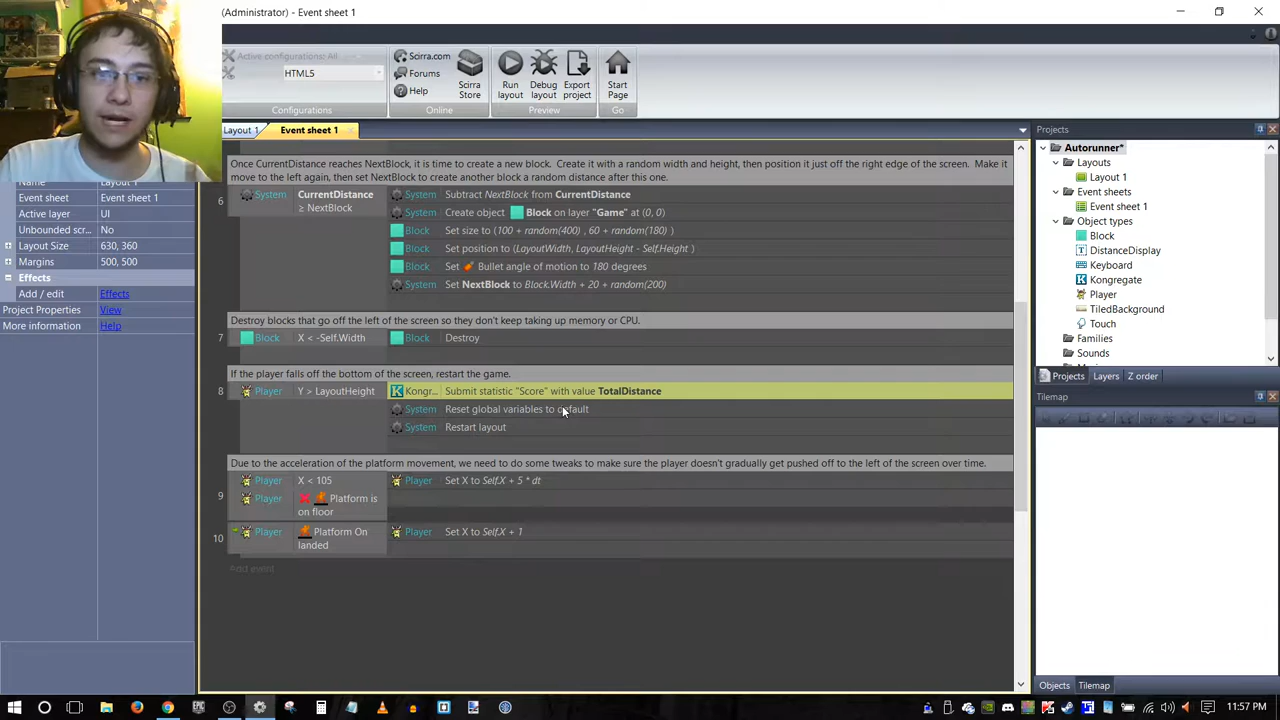 (Administrator) - Event sheet 1
Active configurations: All
HTML5
Configurations
Scirra.com
Forums
Help
Scirra Store
Online
Run layout
Debug layout
Export project
Preview
Start Page
Go
Layout 1
Event sheet 1
Name Layout 1
Event sheet Event sheet 1
Active layer UI
Unbounded scr... No
Layout Size 630, 360
Margins 500, 500
Effects
Add / edit Effects
Project Properties View
More information Help
Once CurrentDistance reaches NextBlock, it is time to create a new block. Create it with a random width and height, then position it just off the right edge of the screen. Make it
move to the left again, then set NextBlock to create another block a random distance after this one.
6 System CurrentDistance ≥ NextBlock
System Subtract NextBlock from CurrentDistance
System Create object Block on layer "Game" at (0, 0)
Block Set size to (100 + random(400) , 60 + random(180) )
Block Set position to (LayoutWidth, LayoutHeight - Self.Height )
Block Set Bullet angle of motion to 180 degrees
System Set NextBlock to Block.Width + 20 + random(200)
Destroy blocks that go off the left of the screen so they don't keep taking up memory or CPU.
7 Block X < -Self.Width Block Destroy
If the player falls off the bottom of the screen, restart the game.
8 Player Y > LayoutHeight Kongr... Submit statistic "Score" with value TotalDistance
System Reset global variables to default
System Restart layout
Due to the acceleration of the platform movement, we need to do some tweaks to make sure the player doesn't gradually get pushed off to the left of the screen over time.
9 Player X < 105 Player Set X to Self.X + 5 * dt
Player Platform is on floor
10 Player Platform On landed Player Set X to Self.X + 1
Add event
Projects
Autorunner*
Layouts
Layout 1
Event sheets
Event sheet 1
Object types
Block
DistanceDisplay
Keyboard
Kongregate
Player
TiledBackground
Touch
Families
Sounds
Projects Layers Z order
Tilemap
Objects Tilemap
11:57 PM